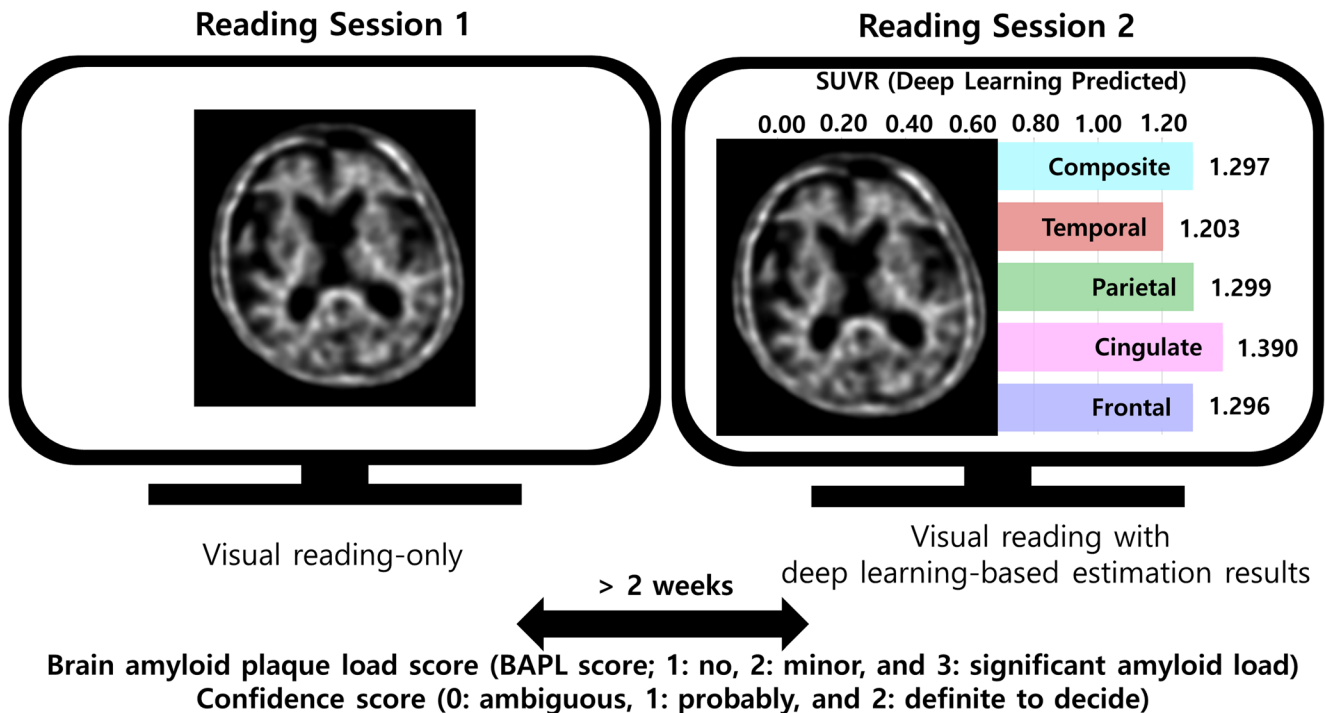 Reading Session 1
Reading Session 2
SUVR (Deep Learning Predicted)
0.00 0.20 0.40 0.60 0.80 1.00 1.20
Composite 1.297
Temporal 1.203
Parietal 1.299
Cingulate 1.390
Frontal 1.296
Visual reading-only
Visual reading with
deep learning-based estimation results
> 2 weeks
Brain amyloid plaque load score (BAPL score; 1: no, 2: minor, and 3: significant amyloid load)
Confidence score (0: ambiguous, 1: probably, and 2: definite to decide)